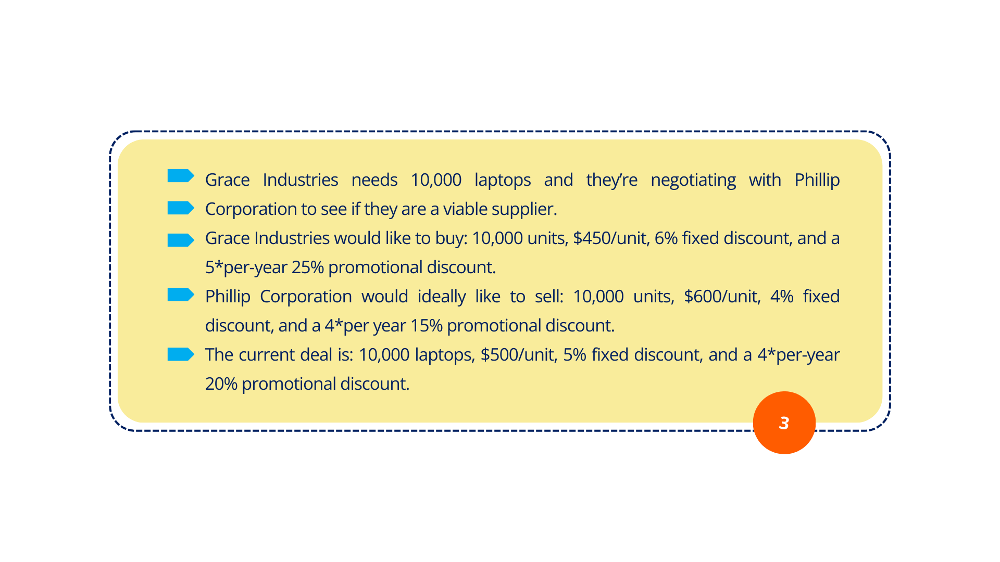 Grace Industries needs 10,000 laptops and they’re negotiating with Phillip
Corporation to see if they are a viable supplier.
Grace Industries would like to buy: 10,000 units, $450/unit, 6% fixed discount, and a
5*per-year 25% promotional discount.
Phillip Corporation would ideally like to sell: 10,000 units, $600/unit, 4% fixed
discount, and a 4*per year 15% promotional discount.
The current deal is: 10,000 laptops, $500/unit, 5% fixed discount, and a 4*per-year
20% promotional discount.
3